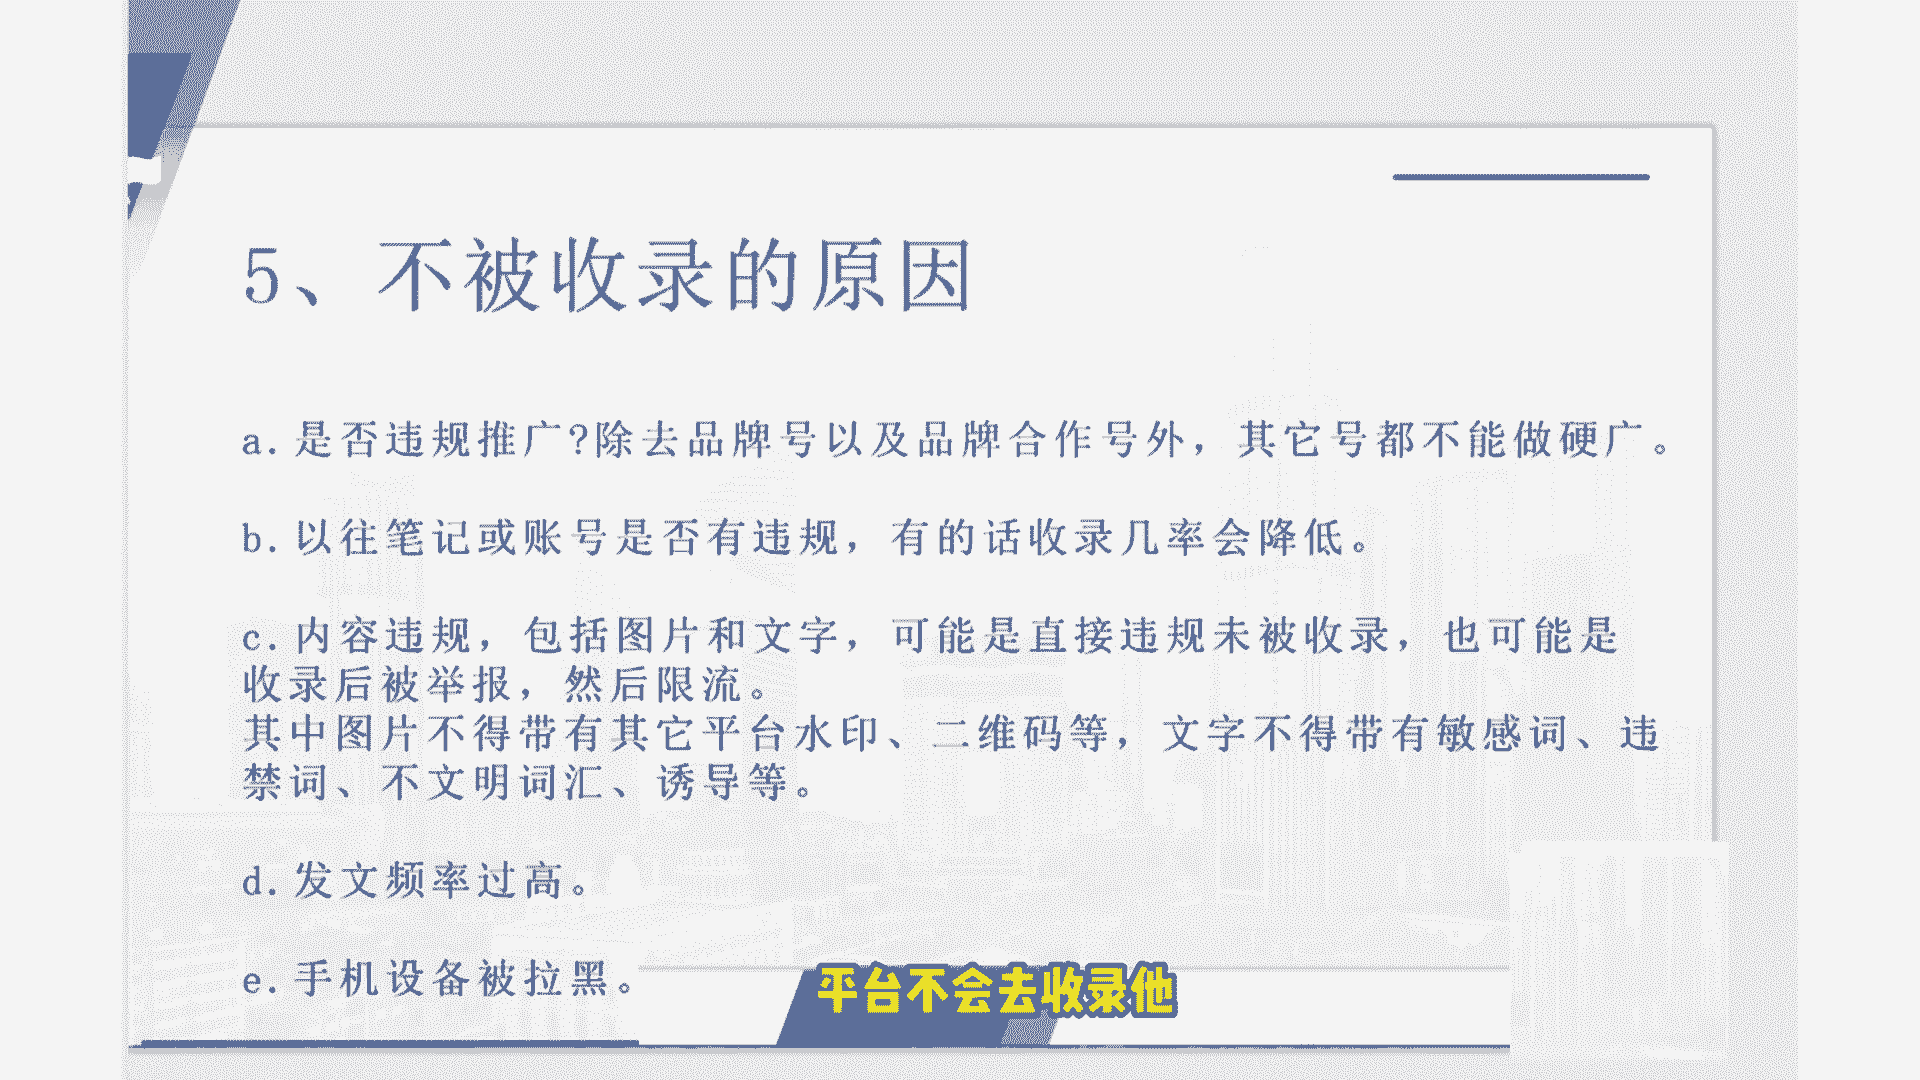 5、不被收录的原因
a.是否违规推广?除去品牌号以及品牌合作号外，其它号都不能做硬广。
b.以往笔记或账号是否有违规，有的话收录几率会降低。
c.内容违规，包括图片和文字，可能是直接违规未被收录，也可能是
收录后被举报，然后限流。
其中图片不得带有其它平台水印、二维码等，文字不得带有敏感词、违
禁词、不文明词汇、诱导等。
d.发文频率过高。
e.手机设备被拉黑。
平台不会去收录他